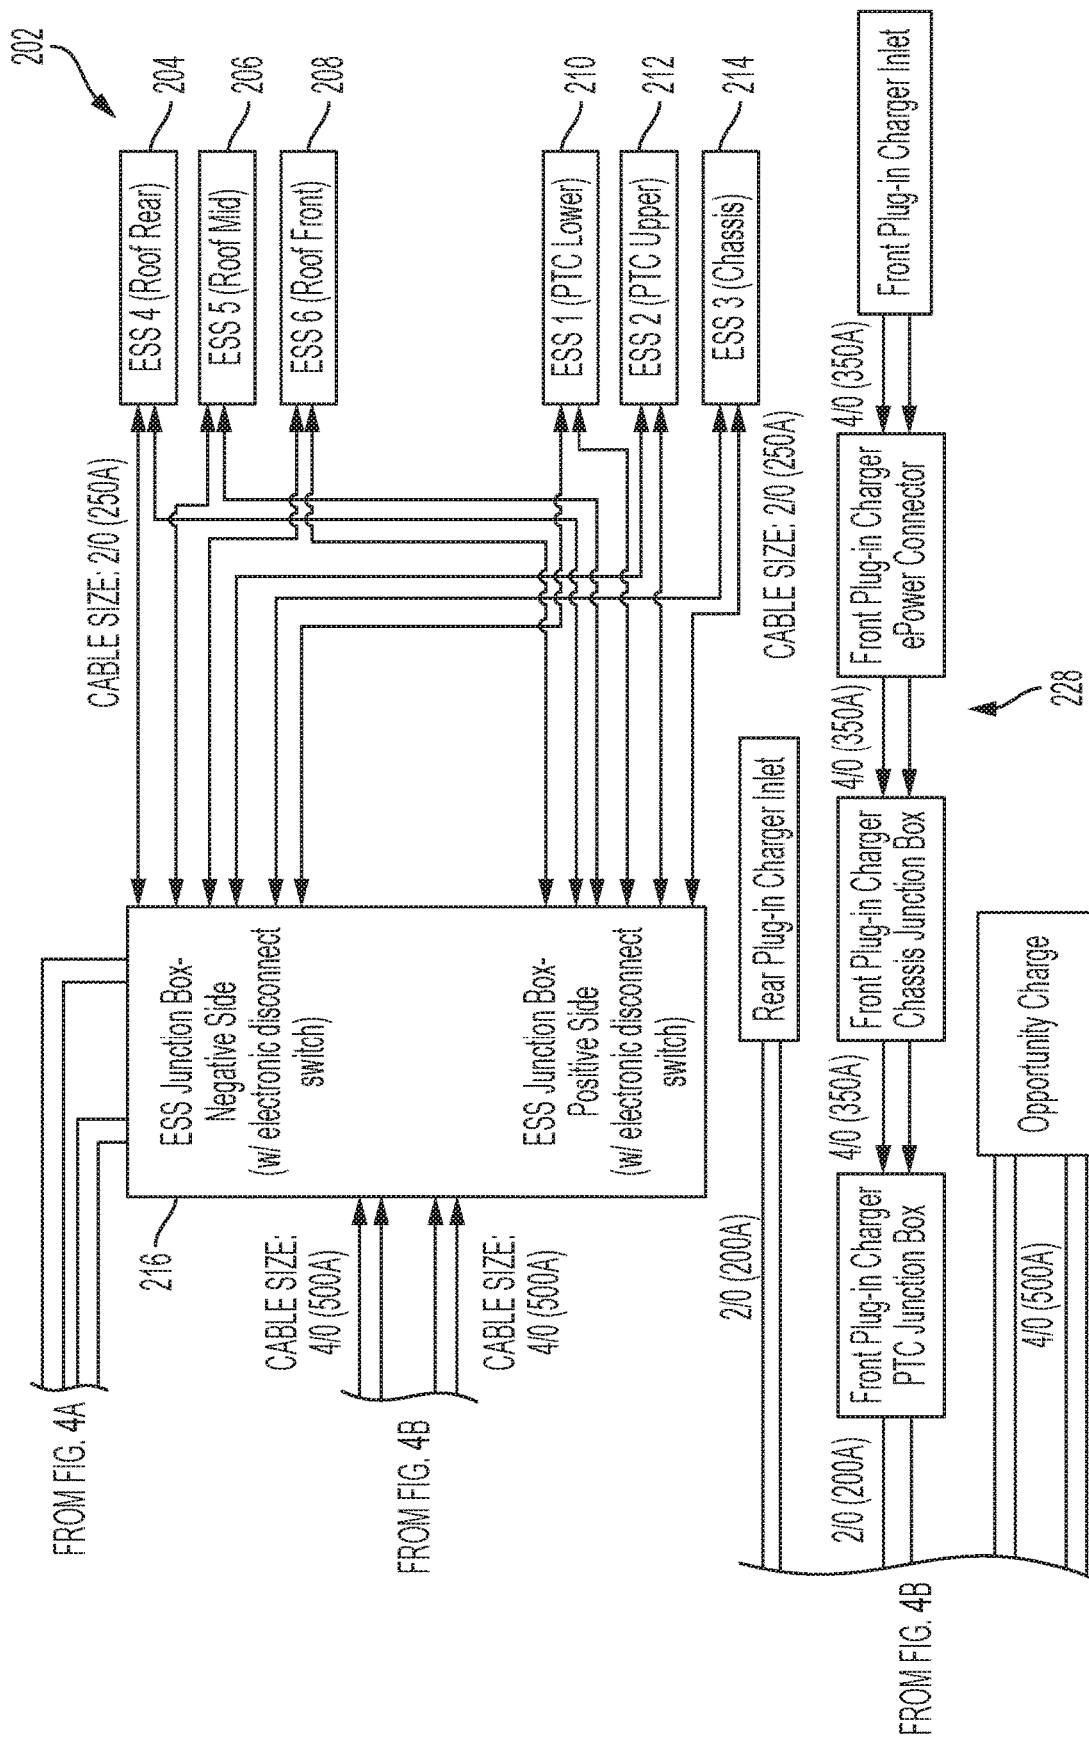 202
ESS 4 (Roof Rear)
204
ESS 5 (Roof Mid)
206
ESS 6 (Roof Front)
208
ESS 1 (PTC Lower)
210
ESS 2 (PTC Upper)
212
ESS 3 (Chassis)
214
CABLE SIZE: 2/0 (250A)
CABLE SIZE: 2/0 (250A)
ESS Junction Box-
Negative Side
(w/ electronic disconnect
switch)
ESS Junction Box-
Positive Side
(w/ electronic disconnect
switch)
216
CABLE SIZE:
4/0 (500A)
CABLE SIZE:
4/0 (500A)
FROM FIG. 4A
FROM FIG. 4B
Rear Plug-in Charger Inlet
2/0 (200A)
Front Plug-in Charger Inlet
4/0 (350A)
Front Plug-in Charger
ePower Connector
4/0 (350A)
Front Plug-in Charger
Chassis Junction Box
4/0 (350A)
Front Plug-in Charger
PTC Junction Box
2/0 (200A)
228
Opportunity Charge
4/0 (500A)
FROM FIG. 4B